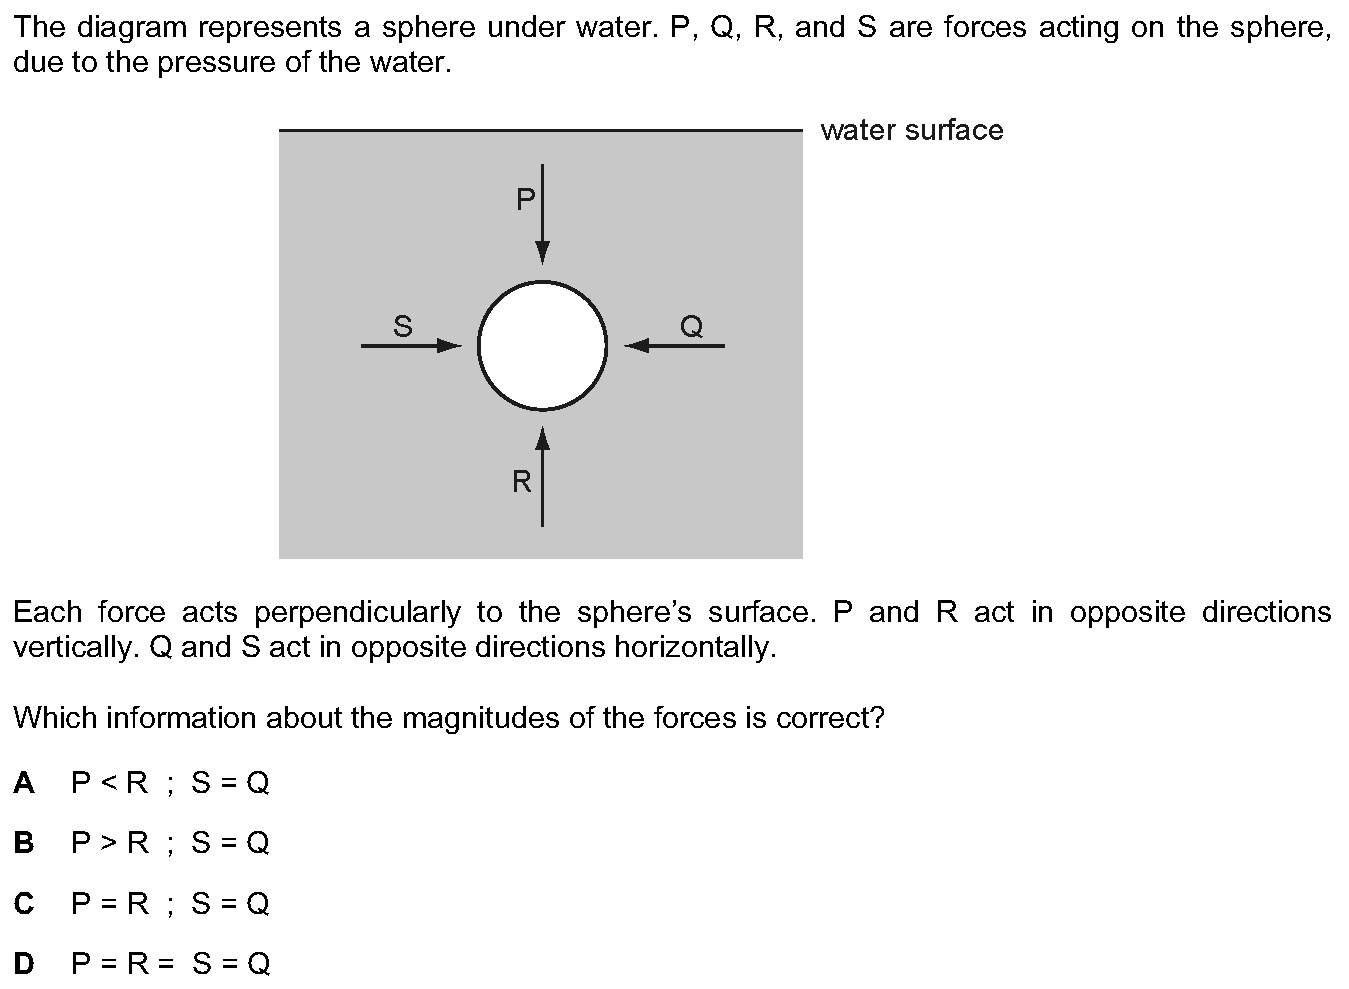 The diagram represents a sphere under water. P, Q, R, and S are forces acting on the sphere,
due to the pressure of the water.
water surface
P
S
Q
R
Each force acts perpendicularly to the sphere's surface. P and R act in opposite directions
vertically. Q and S act in opposite directions horizontally.
Which information about the magnitudes of the forces is correct?
A P < R ; S = Q
B P > R ; S = Q
C P = R ; S = Q
D P = R = S = Q